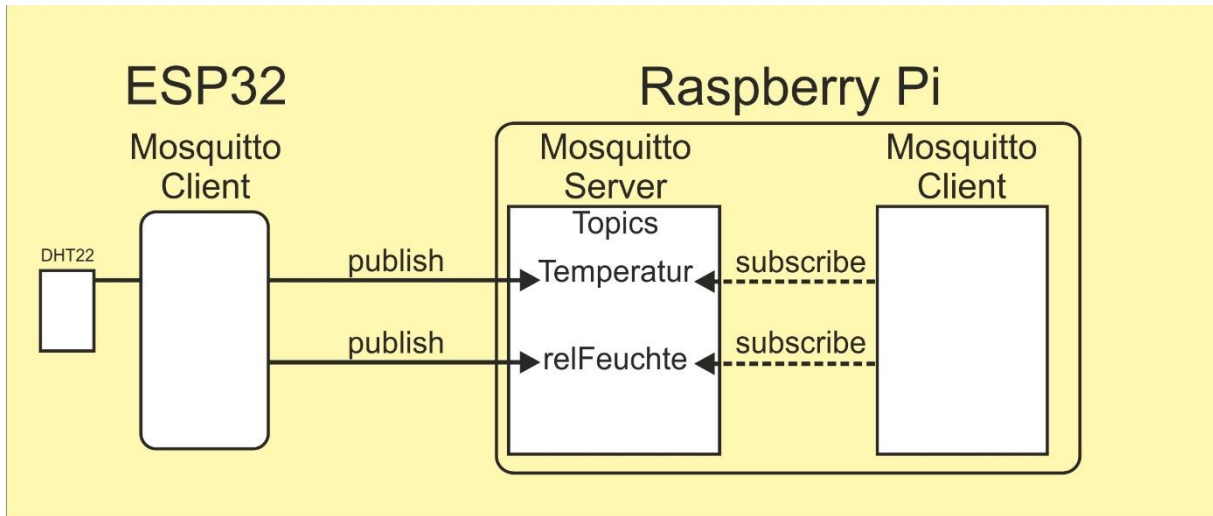 ESP32
Raspberry Pi
Mosquitto
Client
Mosquitto
Server
Mosquitto
Client
Topics
DHT22
publish
Temperatur
subscribe
publish
relFeuchte
subscribe